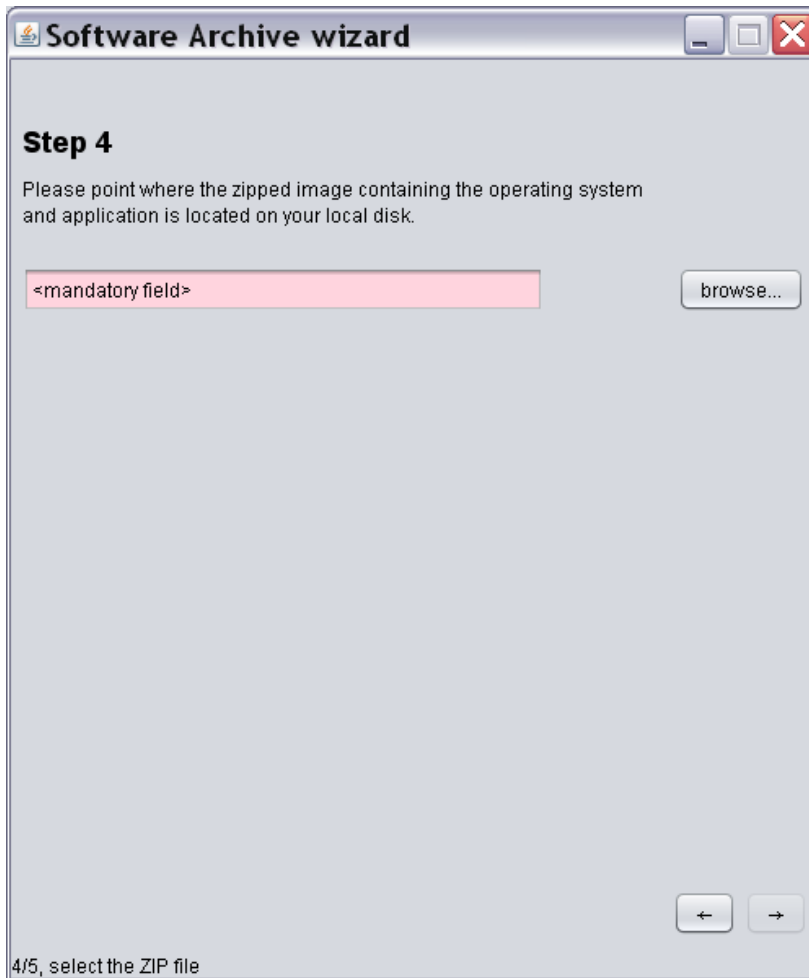 Software Archive wizard
Step 4
Please point where the zipped image containing the operating system
and application is located on your local disk.
<mandatory field>
browse...
← →
4/5, select the ZIP file